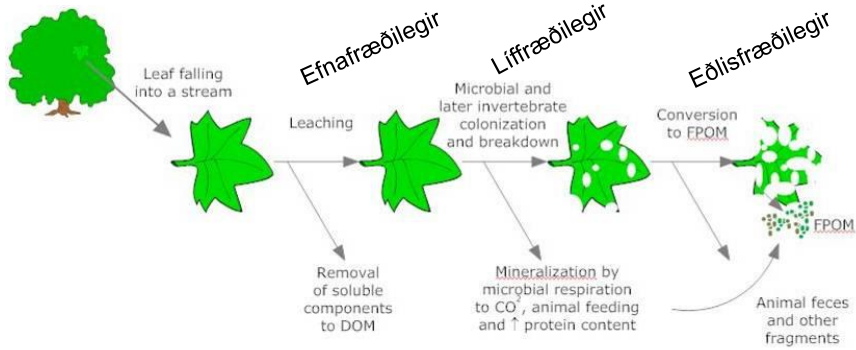 Efnafræðilegir
Líffræðilegir
Eðlisfræðilegir
Leaf falling
into a stream
Leaching
Microbial and
later invertebrate
colonization
and breakdown
Conversion
to FPOM
FPOM
Removal
of soluble
components
to DOM
Mineralization by
microbial respiration
to CO², animal feeding
and ↑ protein content
Animal feces
and other
fragments